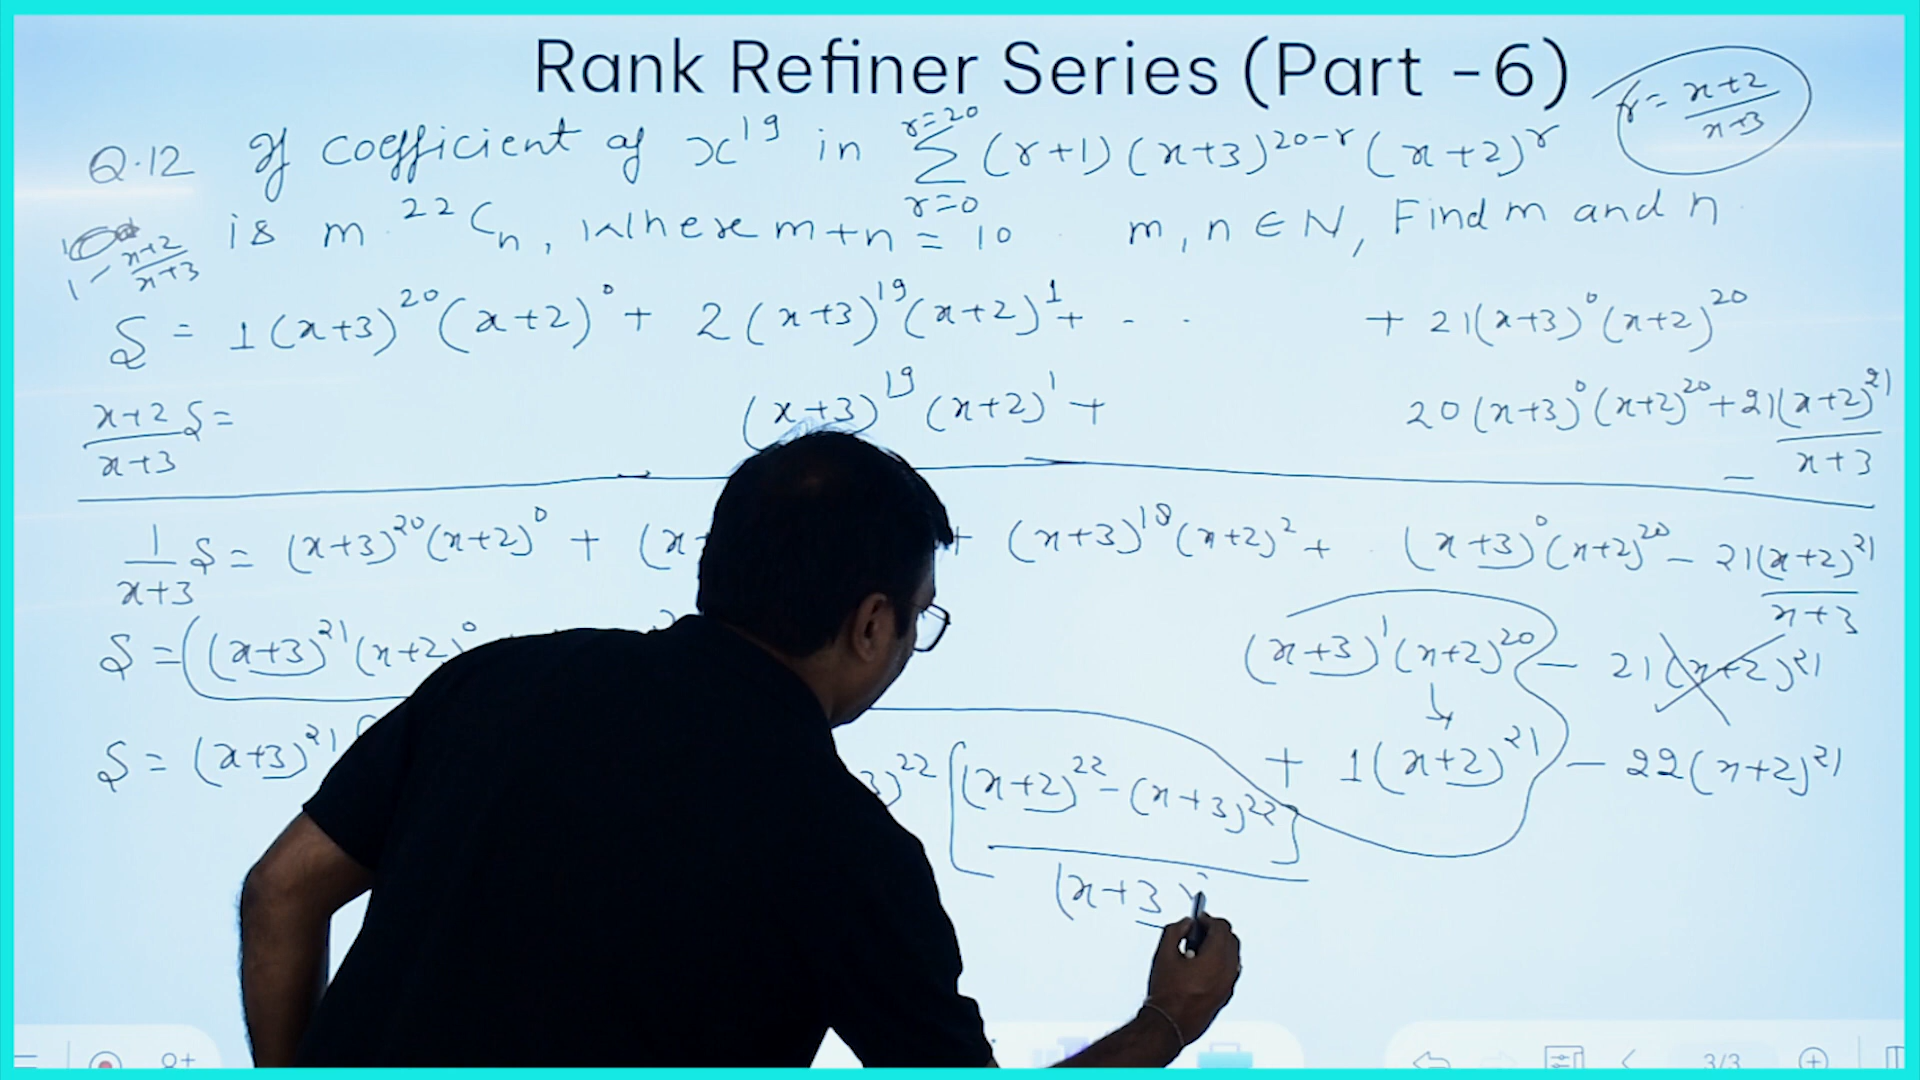 Rank Refiner Series (Part - 6)
r = x+2/x+3
Q.12 If coefficient of x^19 in r=20 Σ r=0 (r+1)(x+3)^20-r (x+2)^r
is m . 22Cn, where m+n = 10 m, n ∈ N, Find m and n
1 - x+2/x+3
S = 1(x+3)^20 (x+2)^0 + 2(x+3)^19 (x+2)^1 + . . + 21(x+3)^0 (x+2)^20
x+2/x+3 S = (x+3)^19 (x+2)^1 + 20(x+3)^0 (x+2)^20 + 21(x+2)^21/x+3
1/x+3 S = (x+3)^20 (x+2)^0 + (x + (x+3)^18 (x+2)^2 + (x+3)^0 (x+2)^20 - 21(x+2)^21/x+3
S = ((x+3)^21 (x+2)^0 (x+3)^1 (x+2)^20 - 21(x+2)^21
S = (x+3)^21 3)^22 [(x+2)^22 - (x+3)^22]/(x+3) + 1(x+2)^21 - 22(x+2)^21
3/3